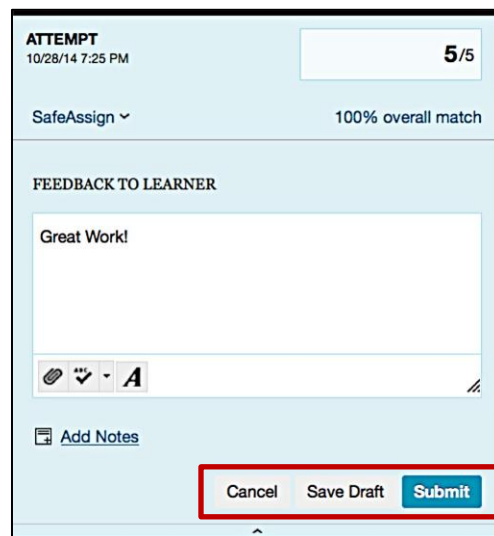 ATTEMPT
10/28/14 7:25 PM
5/5
SafeAssign
100% overall match
FEEDBACK TO LEARNER
Great Work!
ABC
A
Add Notes
Cancel Save Draft Submit